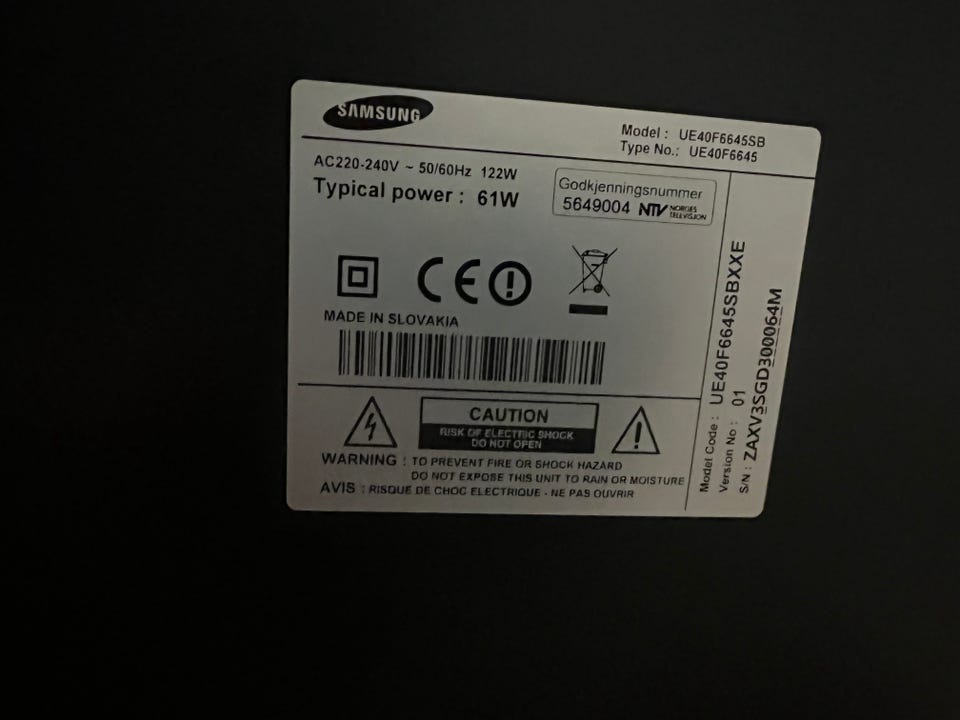 SAMSUNG
Model : UE40F6645SB
Type No.: UE40F6645
AC220-240V ~ 50/60Hz 122W
Typical power : 61W
Godkjenningsnummer
5649004 NTV NORGES TELEVISJON
CE
MADE IN SLOVAKIA
CAUTION
RISK OF ELECTRIC SHOCK
DO NOT OPEN
WARNING : TO PREVENT FIRE OR SHOCK HAZARD
DO NOT EXPOSE THIS UNIT TO RAIN OR MOISTURE
AVIS : RISQUE DE CHOC ELECTRIQUE - NE PAS OUVRIR
Model Code : UE40F6645SBXXE
Version No : 01
S/N : ZAXV3SGD300064M